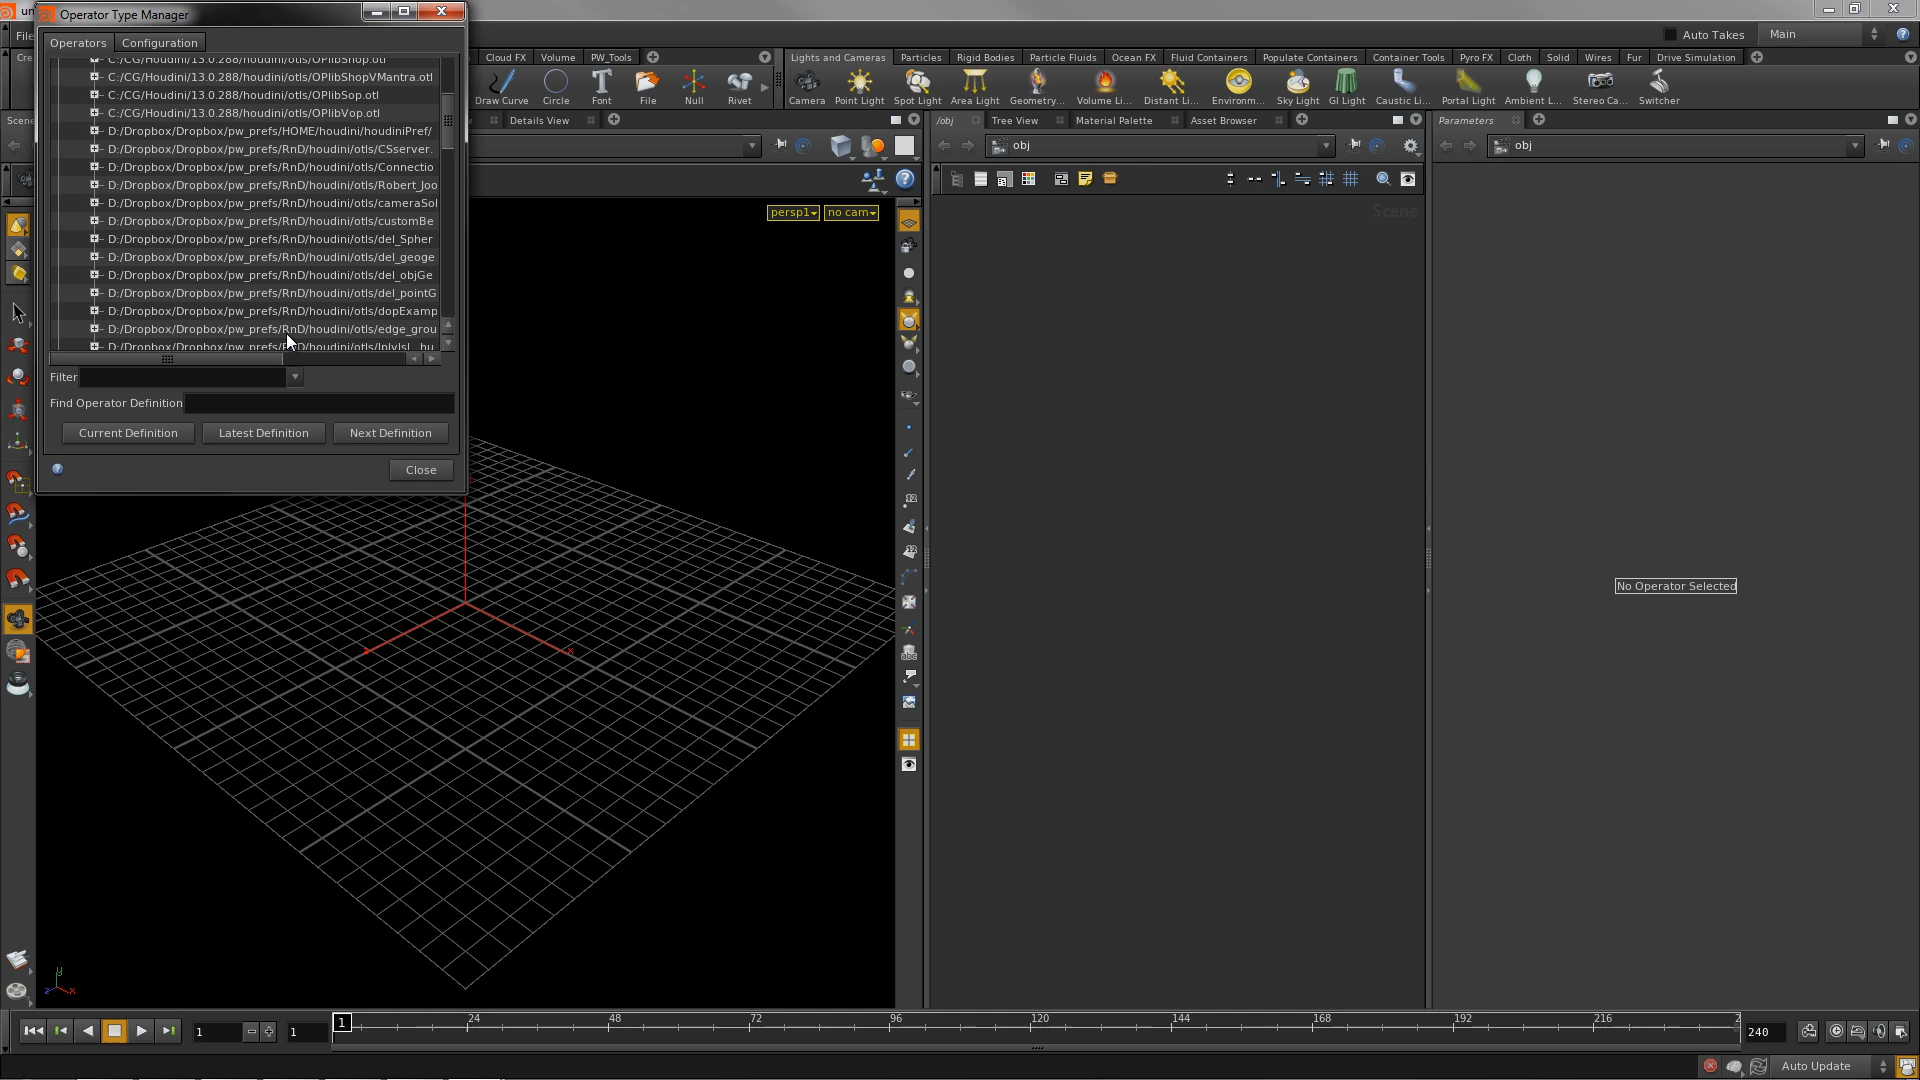 un
Operator Type Manager
File
Auto Takes
Main
Operators
Configuration
Cloud FX
Volume
PW_Tools
Lights and Cameras
Particles
Rigid Bodies
Particle Fluids
Ocean FX
Fluid Containers
Populate Containers
Container Tools
Pyro FX
Cloth
Solid
Wires
Fur
Drive Simulation
Cre
C:/CG/Houdini/13.0.288/houdini/otls/OPlibShop.otl
C:/CG/Houdini/13.0.288/houdini/otls/OPlibShopVMantra.otl
C:/CG/Houdini/13.0.288/houdini/otls/OPlibSop.otl
C:/CG/Houdini/13.0.288/houdini/otls/OPlibVop.otl
D:/Dropbox/Dropbox/pw_prefs/HOME/houdini/houdiniPref/
D:/Dropbox/Dropbox/pw_prefs/RnD/houdini/otls/CSserver.
D:/Dropbox/Dropbox/pw_prefs/RnD/houdini/otls/Connectio
D:/Dropbox/Dropbox/pw_prefs/RnD/houdini/otls/Robert_Joo
D:/Dropbox/Dropbox/pw_prefs/RnD/houdini/otls/cameraSol
D:/Dropbox/Dropbox/pw_prefs/RnD/houdini/otls/customBe
D:/Dropbox/Dropbox/pw_prefs/RnD/houdini/otls/del_Spher
D:/Dropbox/Dropbox/pw_prefs/RnD/houdini/otls/del_geoge
D:/Dropbox/Dropbox/pw_prefs/RnD/houdini/otls/del_objGe
D:/Dropbox/Dropbox/pw_prefs/RnD/houdini/otls/del_pointG
D:/Dropbox/Dropbox/pw_prefs/RnD/houdini/otls/dopExamp
D:/Dropbox/Dropbox/pw_prefs/RnD/houdini/otls/edge_grou
Filter
Find Operator Definition
Current Definition
Latest Definition
Next Definition
Close
Draw Curve
Circle
Font
File
Null
Rivet
Camera
Point Light
Spot Light
Area Light
Geometry...
Volume Li...
Distant Li...
Environm...
Sky Light
GI Light
Caustic Li...
Portal Light
Ambient L...
Stereo Ca...
Switcher
Scene
Details View
/obj
Tree View
Material Palette
Asset Browser
Parameters
obj
obj
persp1
no cam
Scene
No Operator Selected
12
12
abc
y
z
x
x
1
1
1
24
48
72
96
120
144
168
192
216
2
240
Auto Update